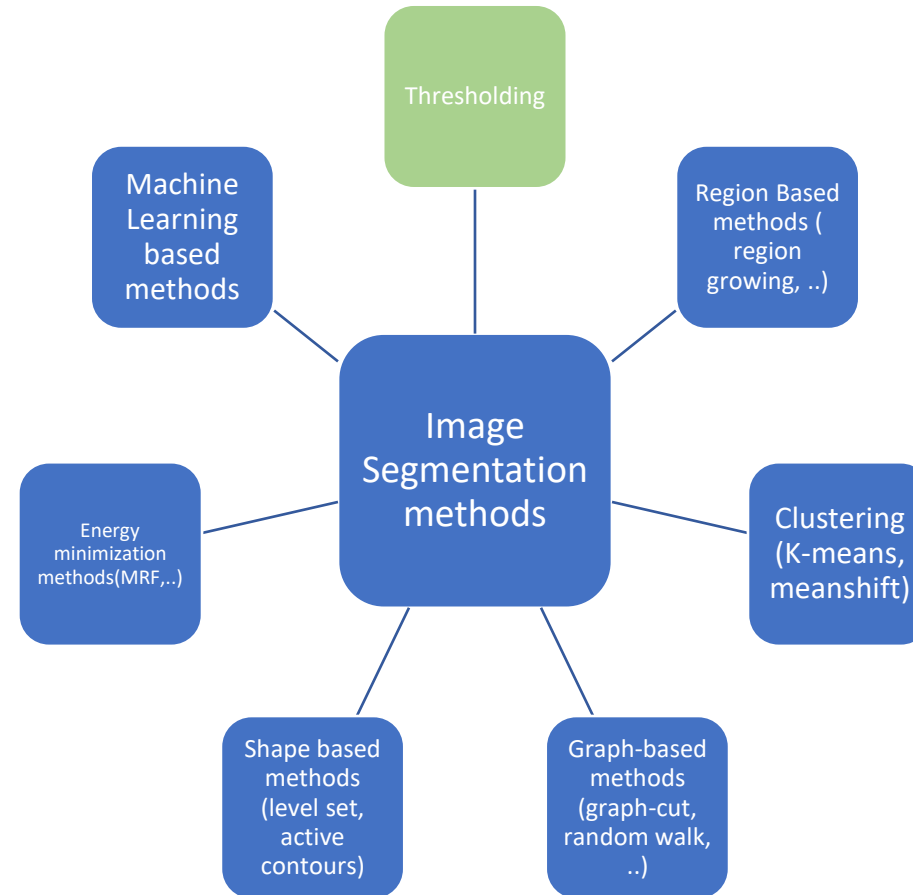 Thresholding
Machine
Learning
based
methods
Region Based
methods (
region
growing, ..)
Image
Segmentation
methods
Energy
minimization
methods(MRF,..)
Clustering
(K-means,
meanshift)
Shape based
methods
(level set,
active
contours)
Graph-based
methods
(graph-cut,
random walk,
..)